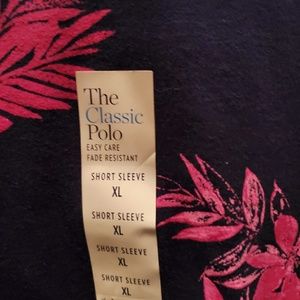 The
Classic
Polo
EASY CARE
FADE RESISTANT
SHORT SLEEVE
XL
SHORT SLEEVE
XL
SHORT SLEEVE
XL
SHORT SLEEVE
XL